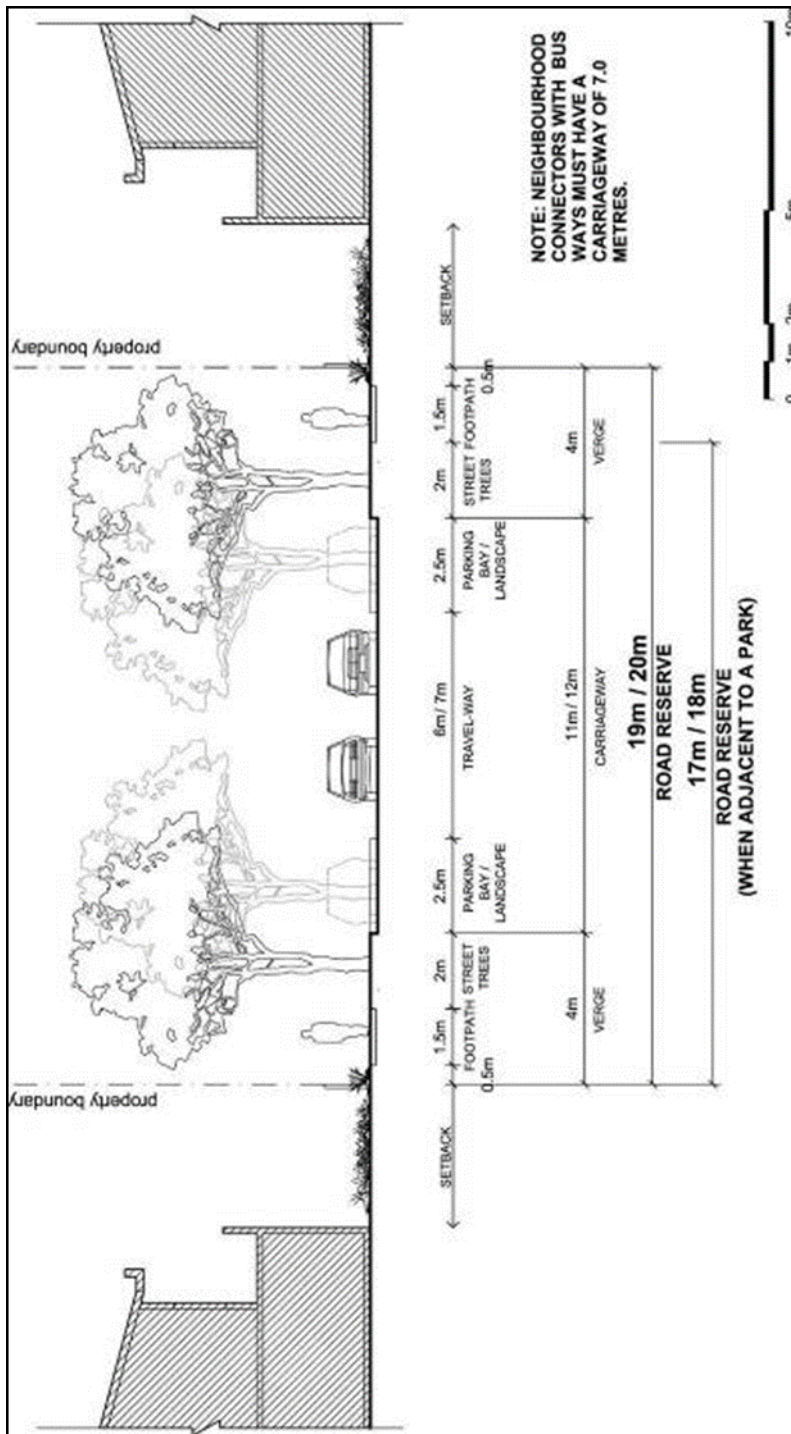 property boundary
property boundary
1.5m 2m 2.5m 6m / 7m 2.5m 2m 1.5m
SETBACK
0.5m
FOOTPATH
STREET
TREES
PARKING
BAY /
LANDSCAPE
TRAVEL-WAY
PARKING
BAY /
LANDSCAPE
STREET
TREES
FOOTPATH
0.5m
SETBACK
4m 11m / 12m 4m
VERGE CARRIAGEWAY VERGE
19m / 20m
ROAD RESERVE
17m / 18m
ROAD RESERVE
(WHEN ADJACENT TO A PARK)
NOTE: NEIGHBOURHOOD
CONNECTORS WITH BUS
WAYS MUST HAVE A
CARRIAGEWAY OF 7.0
METRES.
0 1m 2m 5m 10m